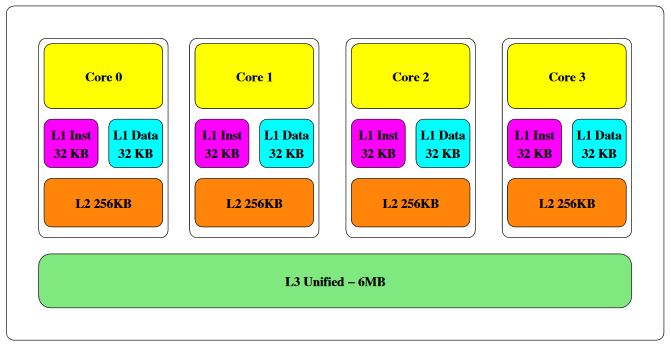 Core 0
Core 1
Core 2
Core 3
L1 Inst
32 KB
L1 Data
32 KB
L1 Inst
32 KB
L1 Data
32 KB
L1 Inst
32 KB
L1 Data
32 KB
L1 Inst
32 KB
L1 Data
32 KB
L2 256KB
L2 256KB
L2 256KB
L2 256KB
L3 Unified – 6MB